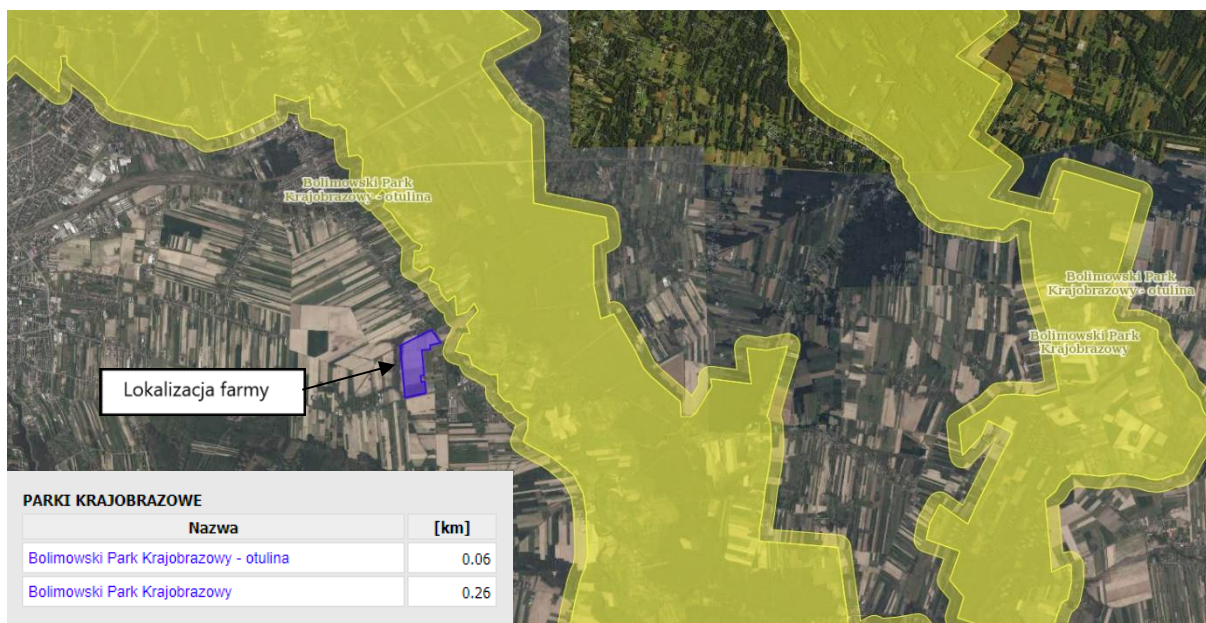 Bolimowski Park
Krajobrazowy - otulina
Bolimowski Park
Krajobrazowy - otulina
Bolimowski Park
Krajobrazowy
Lokalizacja farmy
PARKI KRAJOBRAZOWE
Nazwa [km]
Bolimowski Park Krajobrazowy - otulina 0.06
Bolimowski Park Krajobrazowy 0.26